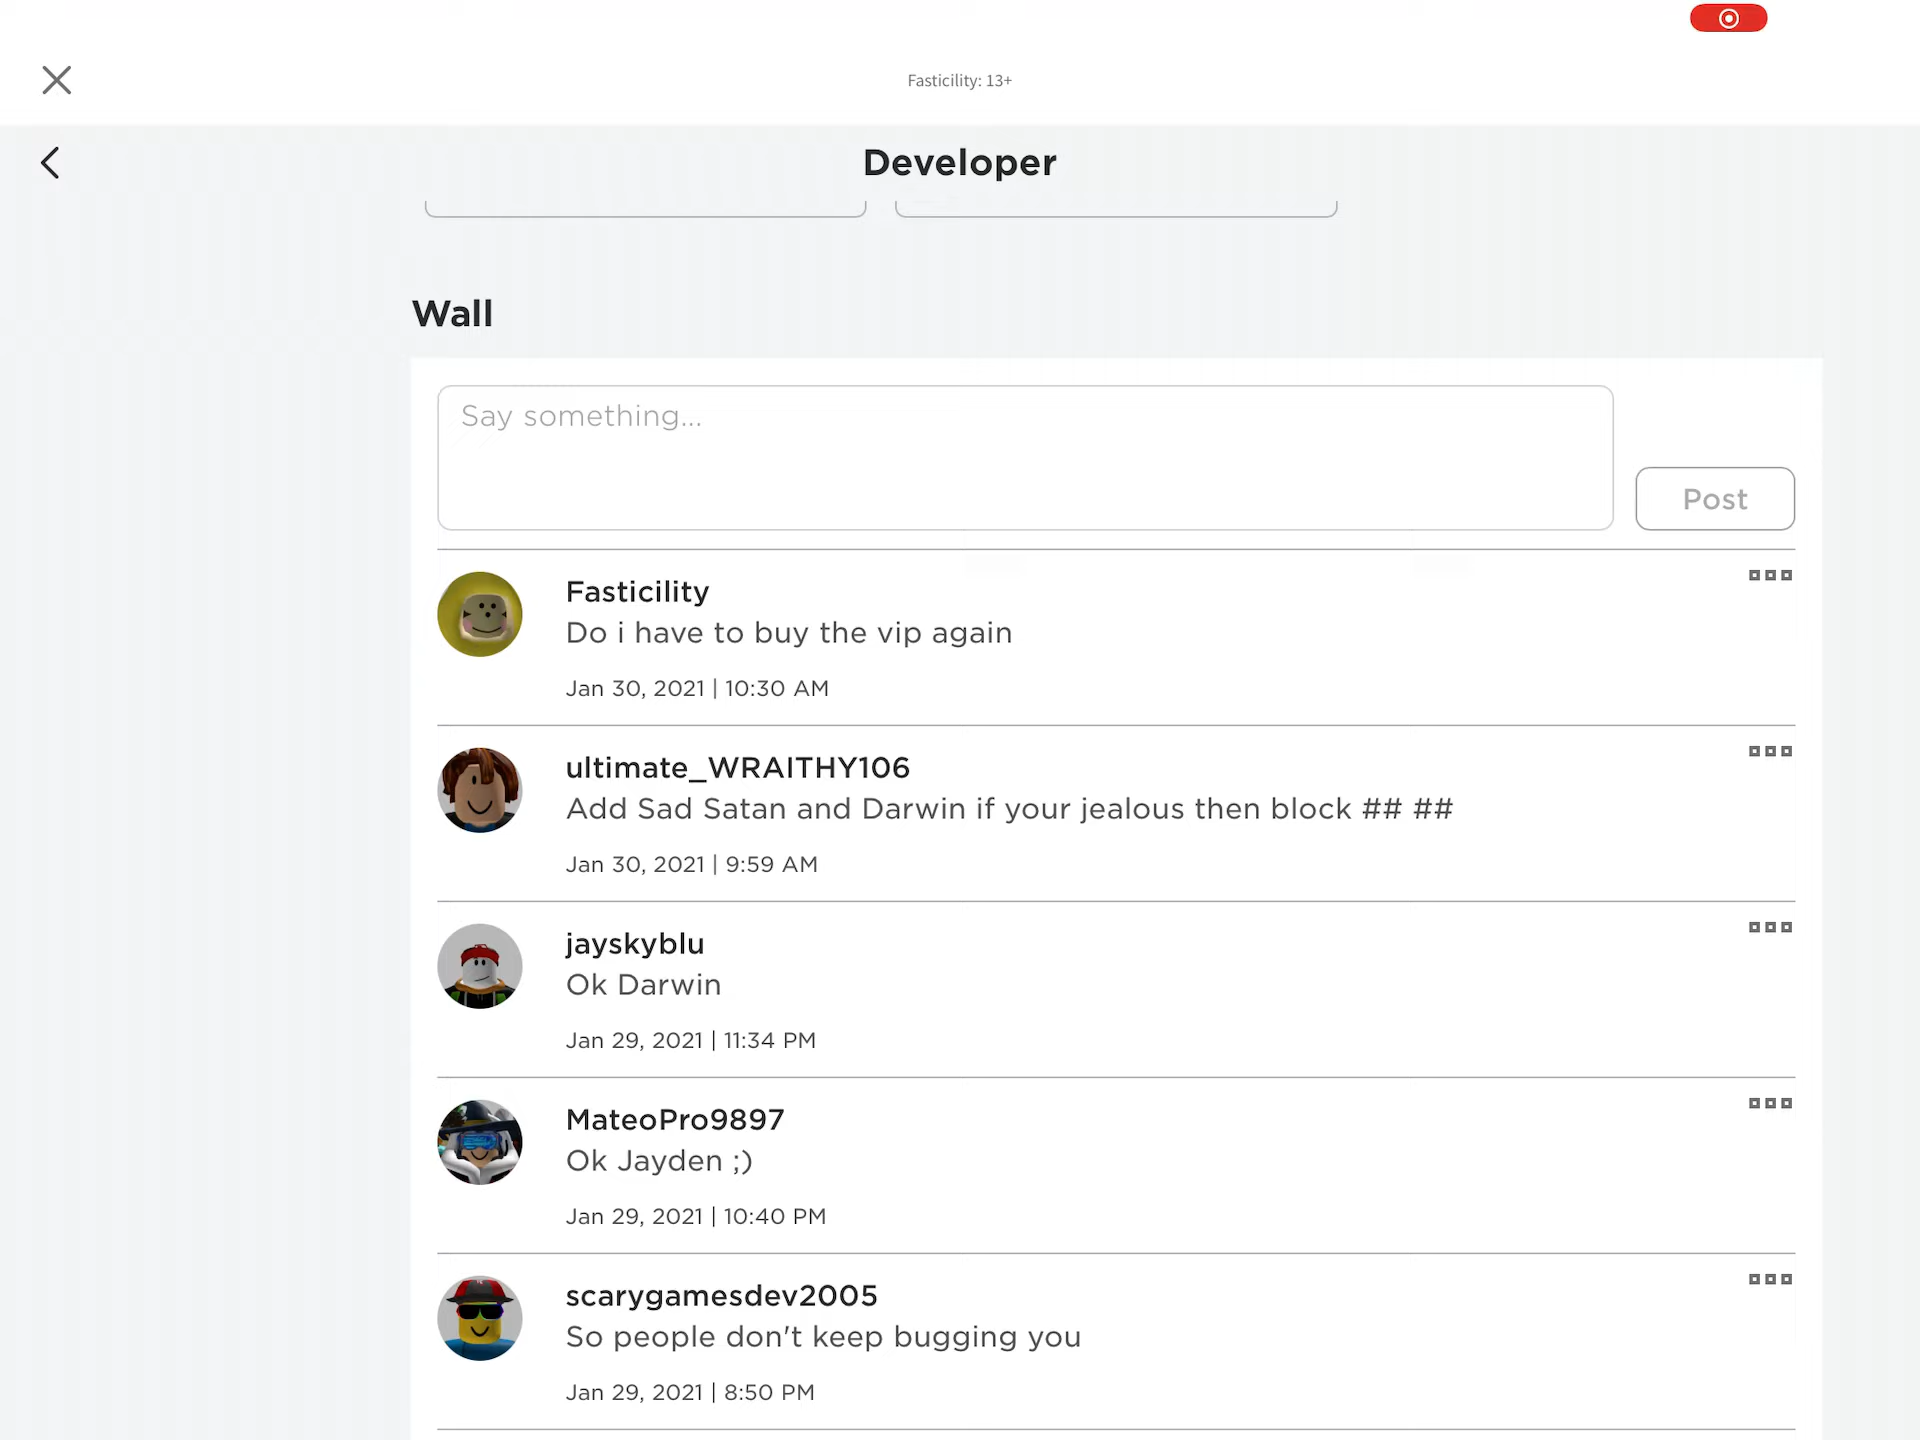 Fasticility: 13+
Developer
Wall
Say something...
Post
Fasticility
Do i have to buy the vip again
Jan 30, 2021 | 10:30 AM
ultimate_WRAITHY106
Add Sad Satan and Darwin if your jealous then block ## ##
Jan 30, 2021 | 9:59 AM
jayskyblu
Ok Darwin
Jan 29, 2021 | 11:34 PM
MateoPro9897
Ok Jayden ;)
Jan 29, 2021 | 10:40 PM
scarygamesdev2005
So people don't keep bugging you
Jan 29, 2021 | 8:50 PM